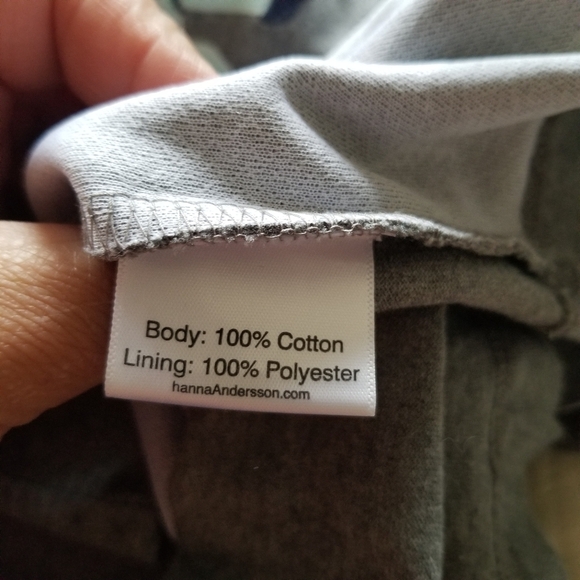 Body: 100% Cotton
Lining: 100% Polyester
hannaAndersson.com